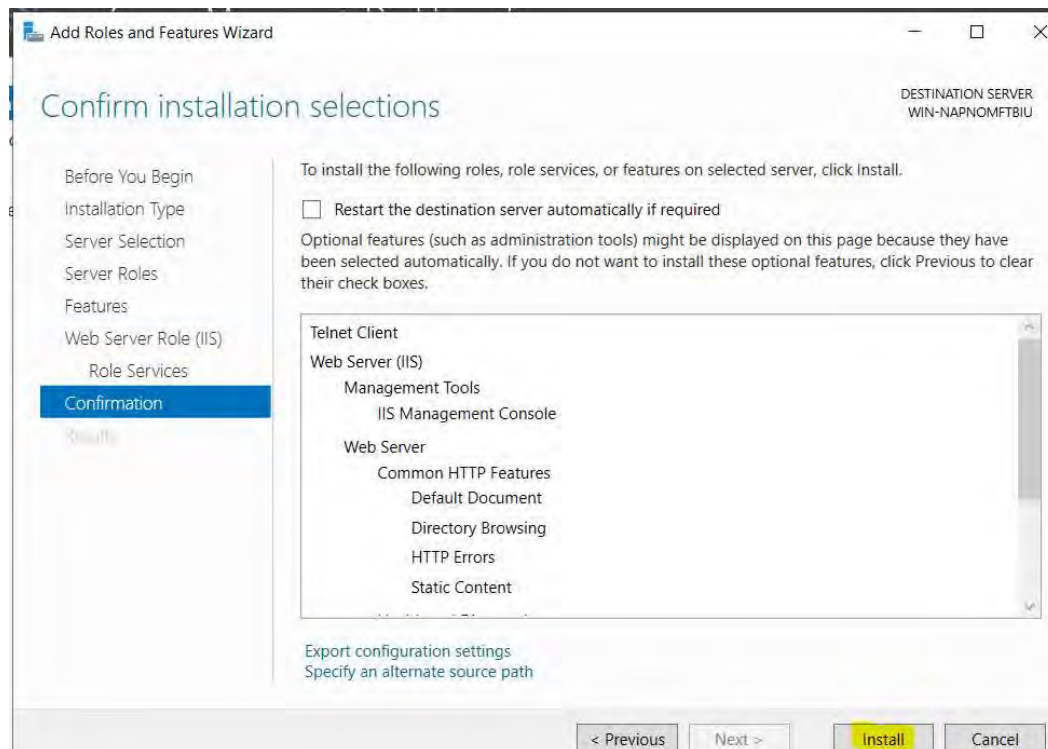 Add Roles and Features Wizard
Confirm installation selections
DESTINATION SERVER
WIN-NAPNOMFTBIU
Before You Begin
Installation Type
Server Selection
Server Roles
Features
Web Server Role (IIS)
Role Services
Confirmation
Results
To install the following roles, role services, or features on selected server, click Install.
Restart the destination server automatically if required
Optional features (such as administration tools) might be displayed on this page because they have
been selected automatically. If you do not want to install these optional features, click Previous to clear
their check boxes.
Telnet Client
Web Server (IIS)
Management Tools
IIS Management Console
Web Server
Common HTTP Features
Default Document
Directory Browsing
HTTP Errors
Static Content
Export configuration settings
Specify an alternate source path
< Previous
Next >
Install
Cancel